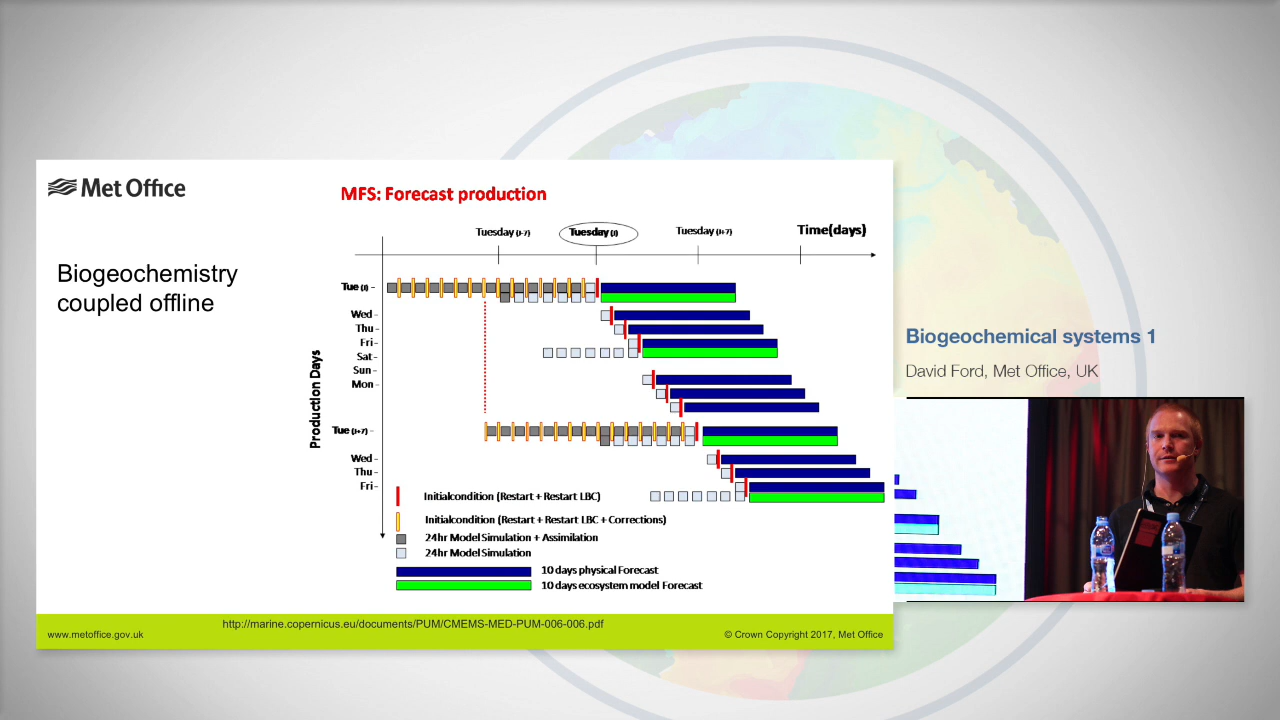 Met Office
MFS: Forecast production
Biogeochemistry
coupled offline
Tuesday (J-7)
Tuesday (J)
Tuesday (J+7)
Time(days)
Production Days
Tue (J)
Wed
Thu
Fri
Sat
Sun
Mon
Tue (J+7)
Wed
Thu
Fri
Initialcondition (Restart + Restart LBC)
Initialcondition (Restart + Restart LBC + Corrections)
24hr Model Simulation + Assimilation
24hr Model Simulation
10 days physical Forecast
10 days ecosystem model Forecast
http://marine.copernicus.eu/documents/PUM/CMEMS-MED-PUM-006-006.pdf
www.metoffice.gov.uk
© Crown Copyright 2017, Met Office
Biogeochemical systems 1
David Ford, Met Office, UK